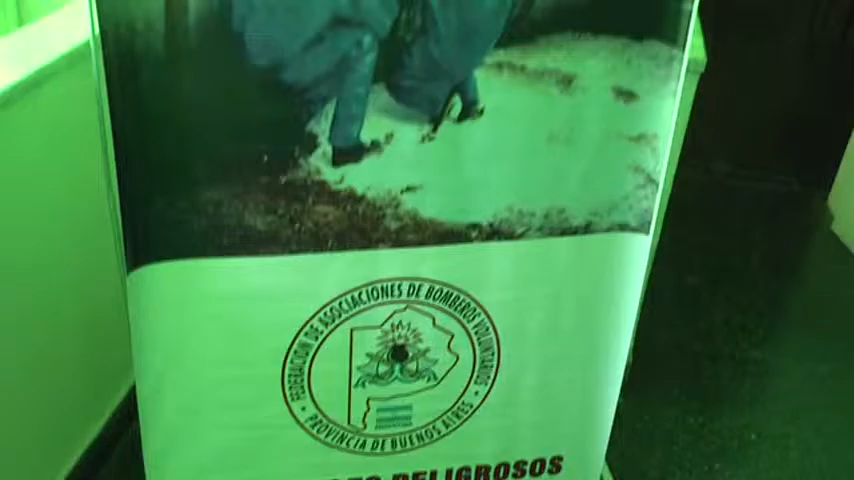 FEDERACION DE ASOCIACIONES DE BOMBEROS VOLUNTARIOS
• PROVINCIA DE BUENOS AIRES •
PELIGROSOS